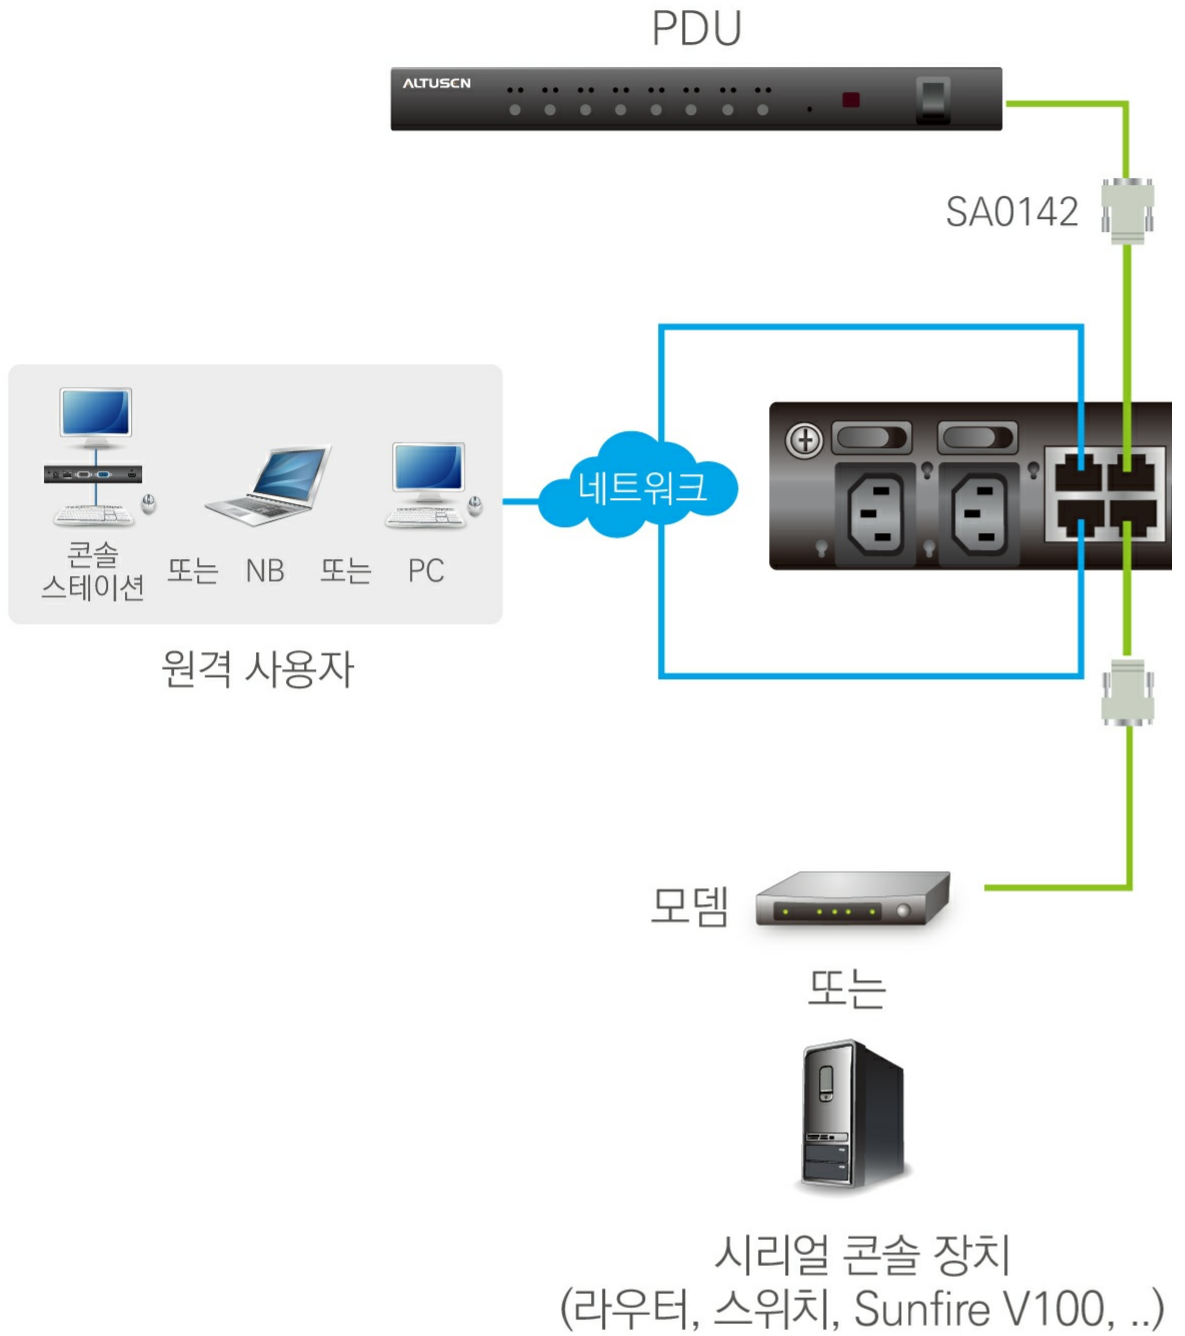 PDU
ALTUSCN
SA0142
네트워크
콘솔
스테이션
또는
NB
또는
PC
원격 사용자
모뎀
또는
시리얼 콘솔 장치
(라우터, 스위치, Sunfire V100, ..)